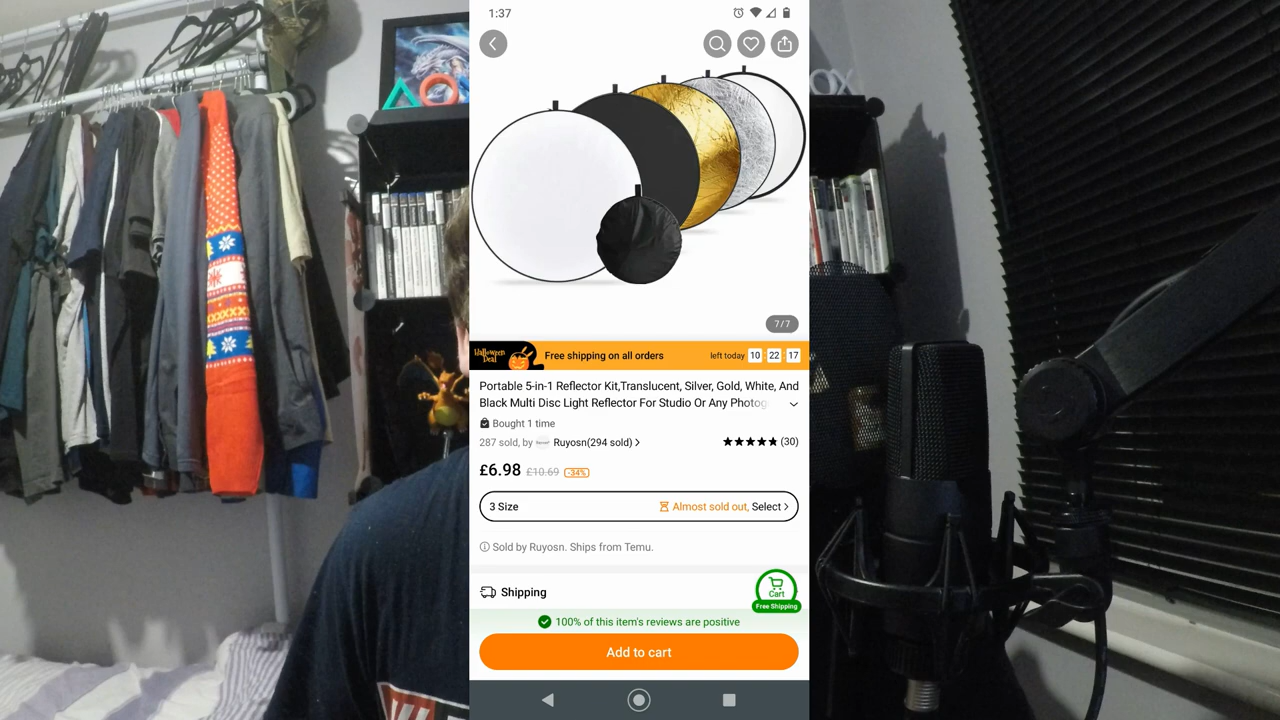 1:37
7/7
Halloween
Deal
Free shipping on all orders
left today 10 22 17
Portable 5-in-1 Reflector Kit,Translucent, Silver, Gold, White, And
Black Multi Disc Light Reflector For Studio Or Any Photog
Bought 1 time
287 sold, by Ruyosn(294 sold)
(30)
£6.98 £10.69 -34%
3 Size
Almost sold out, Select
Sold by Ruyosn. Ships from Temu.
Shipping
Cart
Free Shipping
100% of this item's reviews are positive
Add to cart